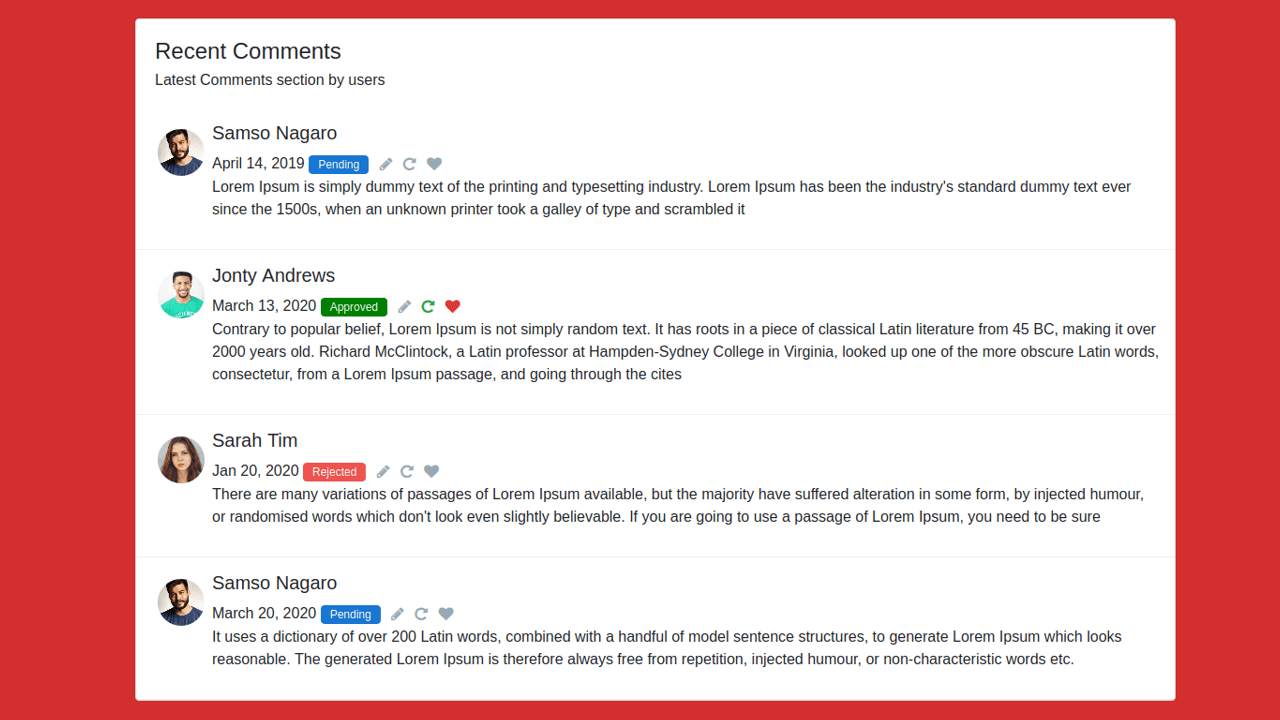 Recent Comments
Latest Comments section by users
Samso Nagaro
April 14, 2019 Pending
Lorem Ipsum is simply dummy text of the printing and typesetting industry. Lorem Ipsum has been the industry's standard dummy text ever
since the 1500s, when an unknown printer took a galley of type and scrambled it
Jonty Andrews
March 13, 2020 Approved
Contrary to popular belief, Lorem Ipsum is not simply random text. It has roots in a piece of classical Latin literature from 45 BC, making it over
2000 years old. Richard McClintock, a Latin professor at Hampden-Sydney College in Virginia, looked up one of the more obscure Latin words,
consectetur, from a Lorem Ipsum passage, and going through the cites
Sarah Tim
Jan 20, 2020 Rejected
There are many variations of passages of Lorem Ipsum available, but the majority have suffered alteration in some form, by injected humour,
or randomised words which don't look even slightly believable. If you are going to use a passage of Lorem Ipsum, you need to be sure
Samso Nagaro
March 20, 2020 Pending
It uses a dictionary of over 200 Latin words, combined with a handful of model sentence structures, to generate Lorem Ipsum which looks
reasonable. The generated Lorem Ipsum is therefore always free from repetition, injected humour, or non-characteristic words etc.